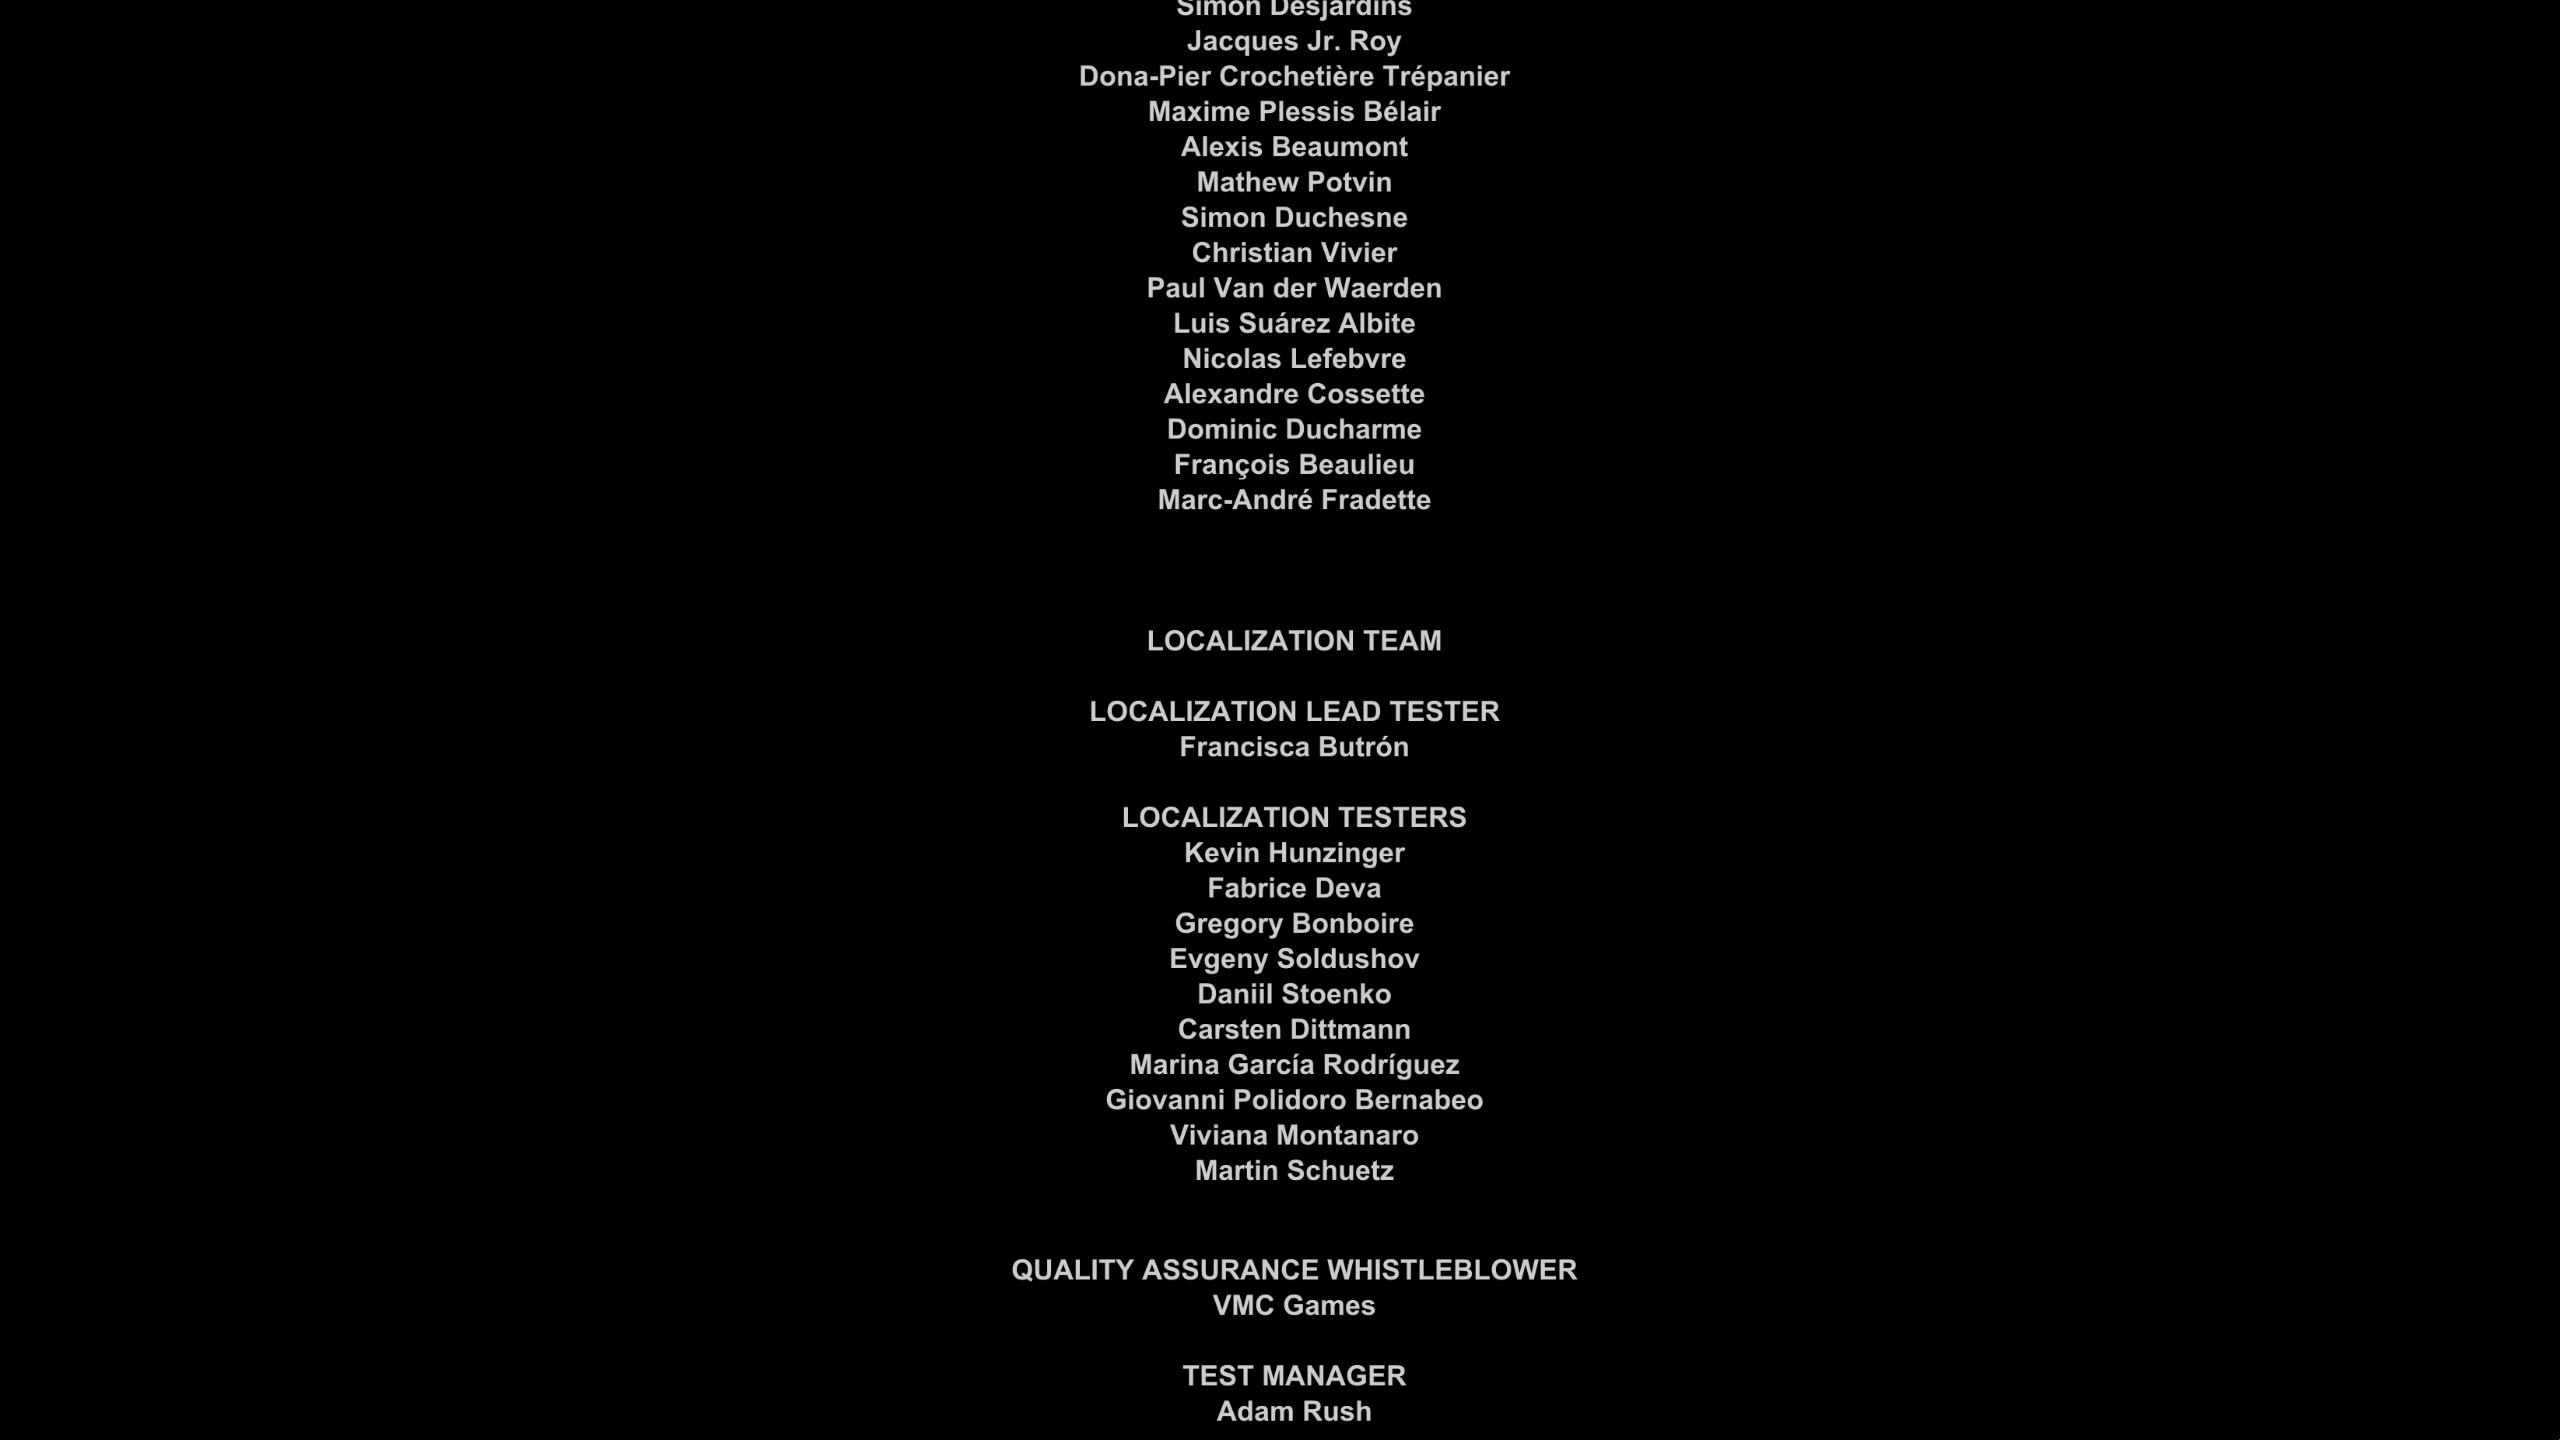 Simon Desjardins
Jacques Jr. Roy
Dona-Pier Crochetière Trépanier
Maxime Plessis Bélair
Alexis Beaumont
Mathew Potvin
Simon Duchesne
Christian Vivier
Paul Van der Waerden
Luis Suárez Albite
Nicolas Lefebvre
Alexandre Cossette
Dominic Ducharme
François Beaulieu
Marc-André Fradette
LOCALIZATION TEAM
LOCALIZATION LEAD TESTER
Francisca Butrón
LOCALIZATION TESTERS
Kevin Hunzinger
Fabrice Deva
Gregory Bonboire
Evgeny Soldushov
Daniil Stoenko
Carsten Dittmann
Marina García Rodríguez
Giovanni Polidoro Bernabeo
Viviana Montanaro
Martin Schuetz
QUALITY ASSURANCE WHISTLEBLOWER
VMC Games
TEST MANAGER
Adam Rush